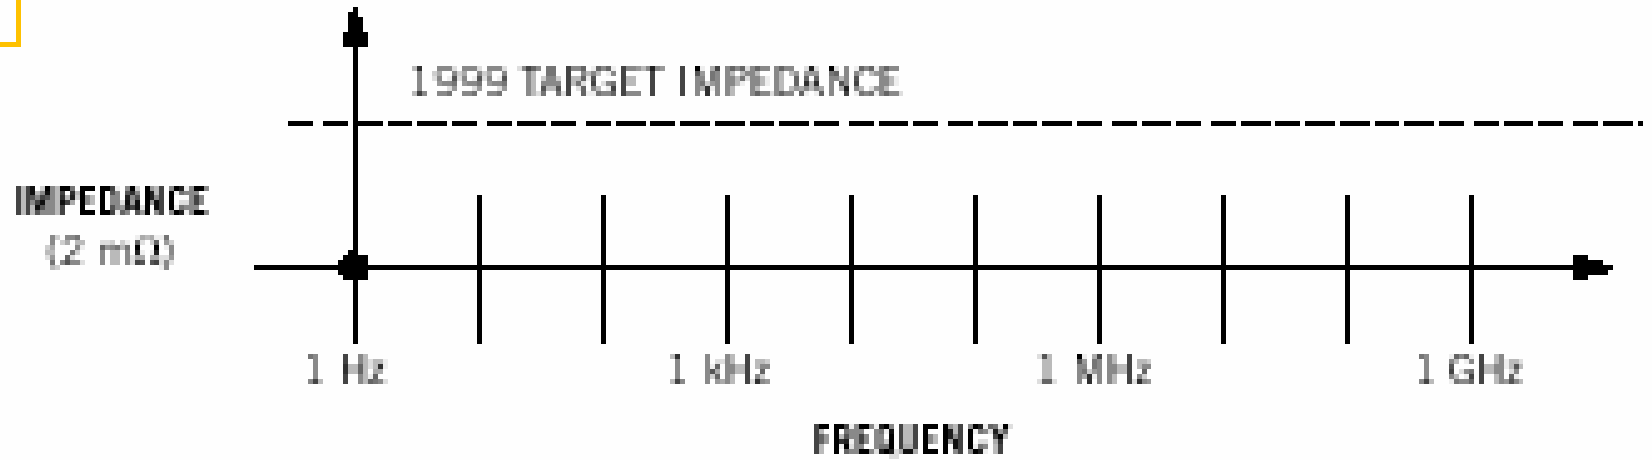 1999 TARGET IMPEDANCE
IMPEDANCE
(2 mΩ)
1 Hz
1 kHz
1 MHz
1 GHz
FREQUENCY